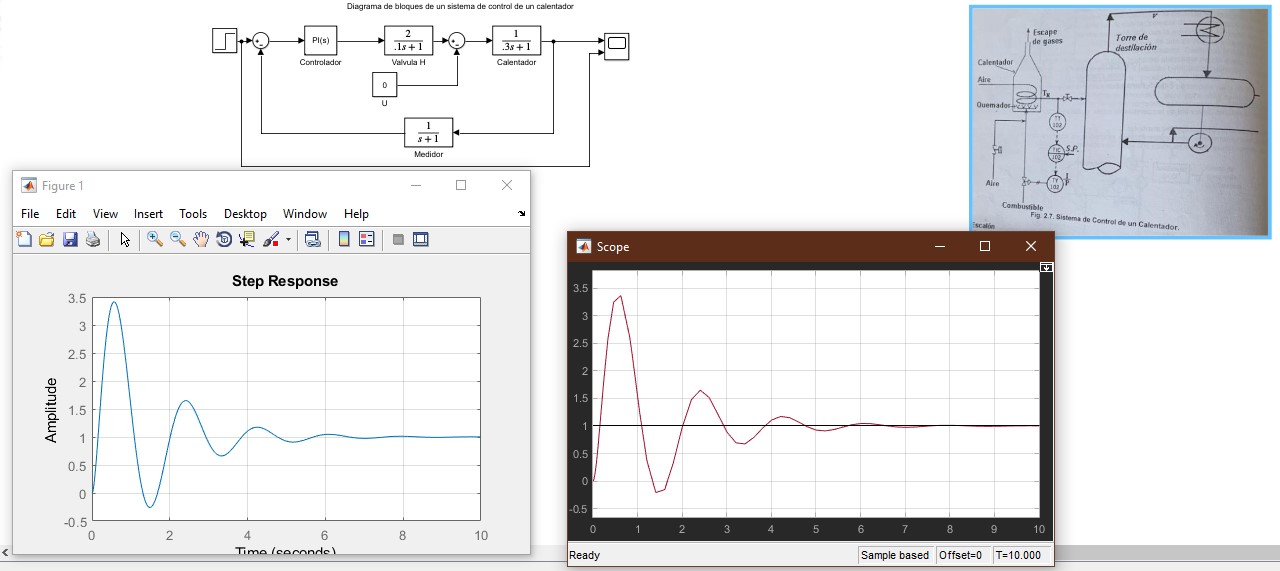 Diagrama de bloques de un sistema de control de un calentador
PI(s)
Controlador
2
.1s + 1
Valvula H
0
U
1
.3s + 1
Calentador
1
s + 1
Medidor
Escape
de gases
Calentador
Aire
Quemador
TR
T
V
Torre de
destilación
TT
102
TIC
102
S.P.
TY
102
I
P
Aire
Combustible
Fig. 2.7. Sistema de Control de un Calentador.
Escalón
Figure 1
File Edit View Insert Tools Desktop Window Help
Step Response
Amplitude
3.5
3
2.5
2
1.5
1
0.5
0
-0.5
0 2 4 6 8 10
Time (seconds)
Scope
3.5
3
2.5
2
1.5
1
0.5
0
-0.5
0 1 2 3 4 5 6 7 8 9 10
Ready
Sample based Offset=0 T=10.000